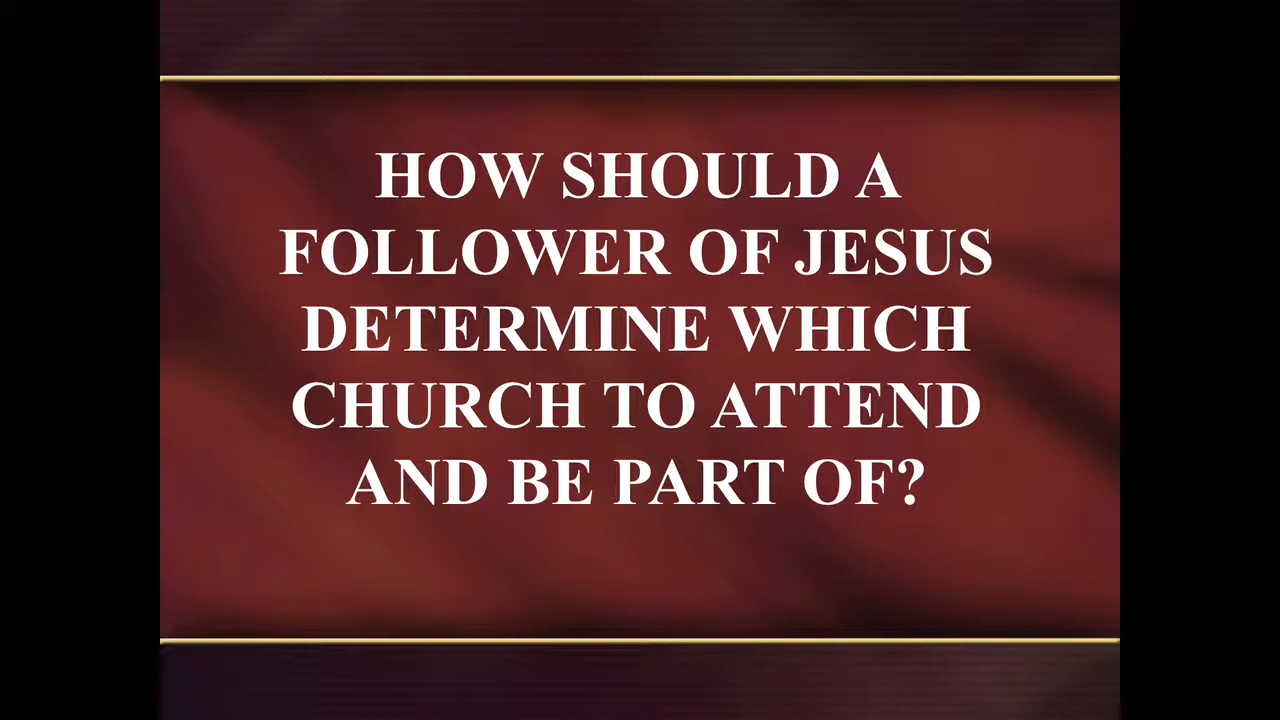 HOW SHOULD A
FOLLOWER OF JESUS
DETERMINE WHICH
CHURCH TO ATTEND
AND BE PART OF?